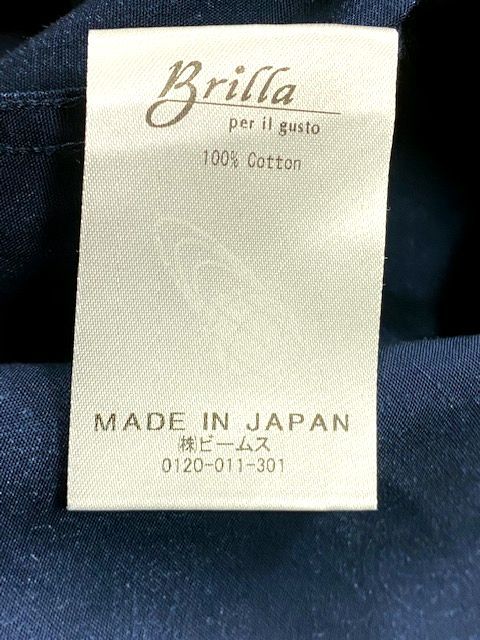 Brilla
per il gusto
100% Cotton
MADE IN JAPAN
㈱ビームス
0120-011-301